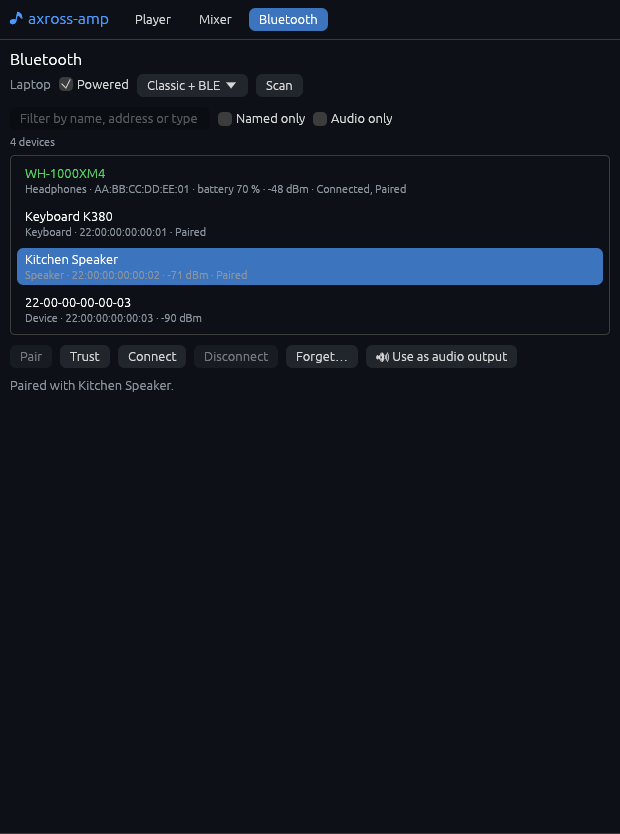 axross-amp Player Mixer Bluetooth
Bluetooth
Laptop Powered Classic + BLE Scan
Filter by name, address or type Named only Audio only
4 devices
WH-1000XM4
Headphones · AA:BB:CC:DD:EE:01 · battery 70 % · -48 dBm · Connected, Paired
Keyboard K380
Keyboard · 22:00:00:00:00:01 · Paired
Kitchen Speaker
Speaker · 22:00:00:00:00:02 · -71 dBm · Paired
22-00-00-00-00-03
Device · 22:00:00:00:00:03 · -90 dBm
Pair Trust Connect Disconnect Forget… Use as audio output
Paired with Kitchen Speaker.